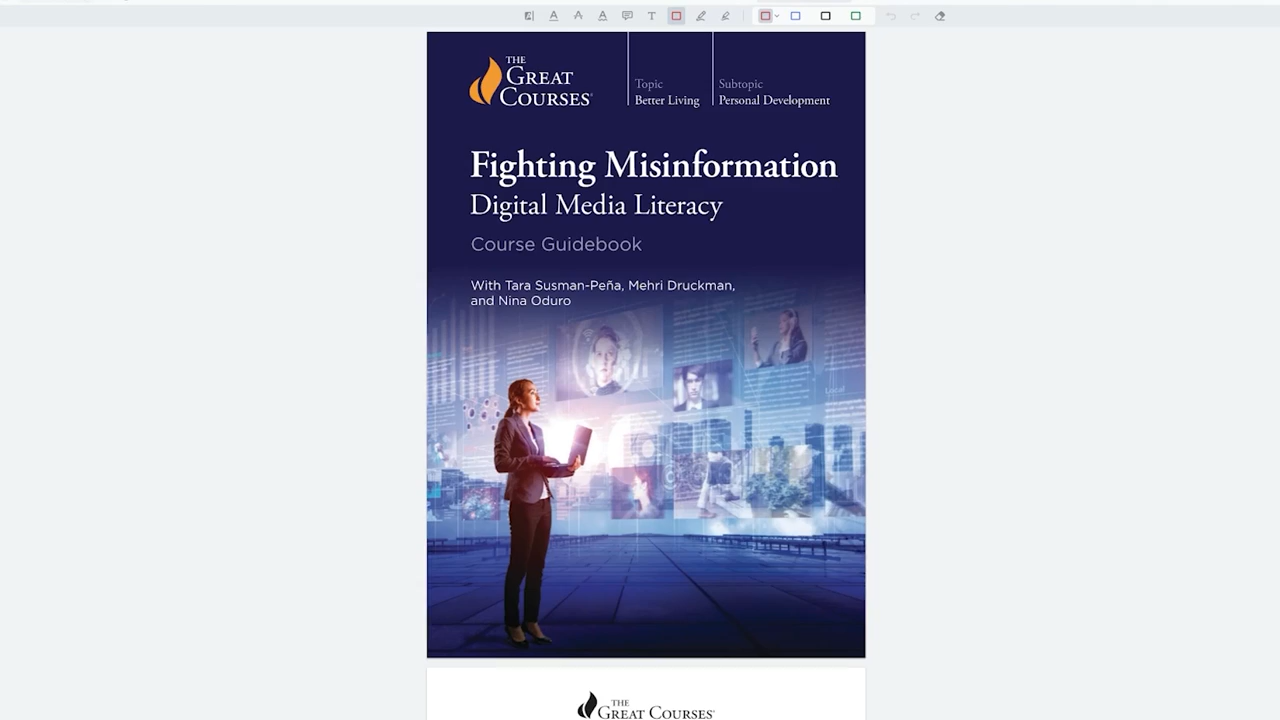 THE
GREAT
COURSES®
Topic
Better Living
Subtopic
Personal Development
Fighting Misinformation
Digital Media Literacy
Course Guidebook
With Tara Susman-Peña, Mehri Druckman,
and Nina Oduro
Local
THE
GREAT COURSES®